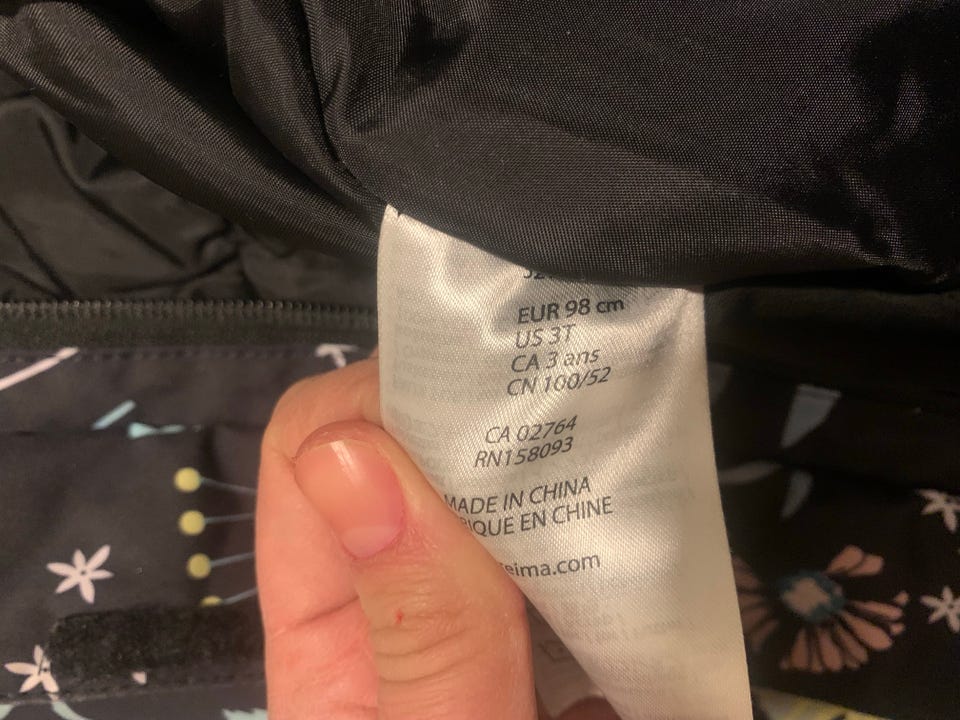 EUR 98 cm
US 3T
CA 3 ans
CN 100/52
CA 02764
RN158093
MADE IN CHINA
IQUE EN CHINE
eima.com